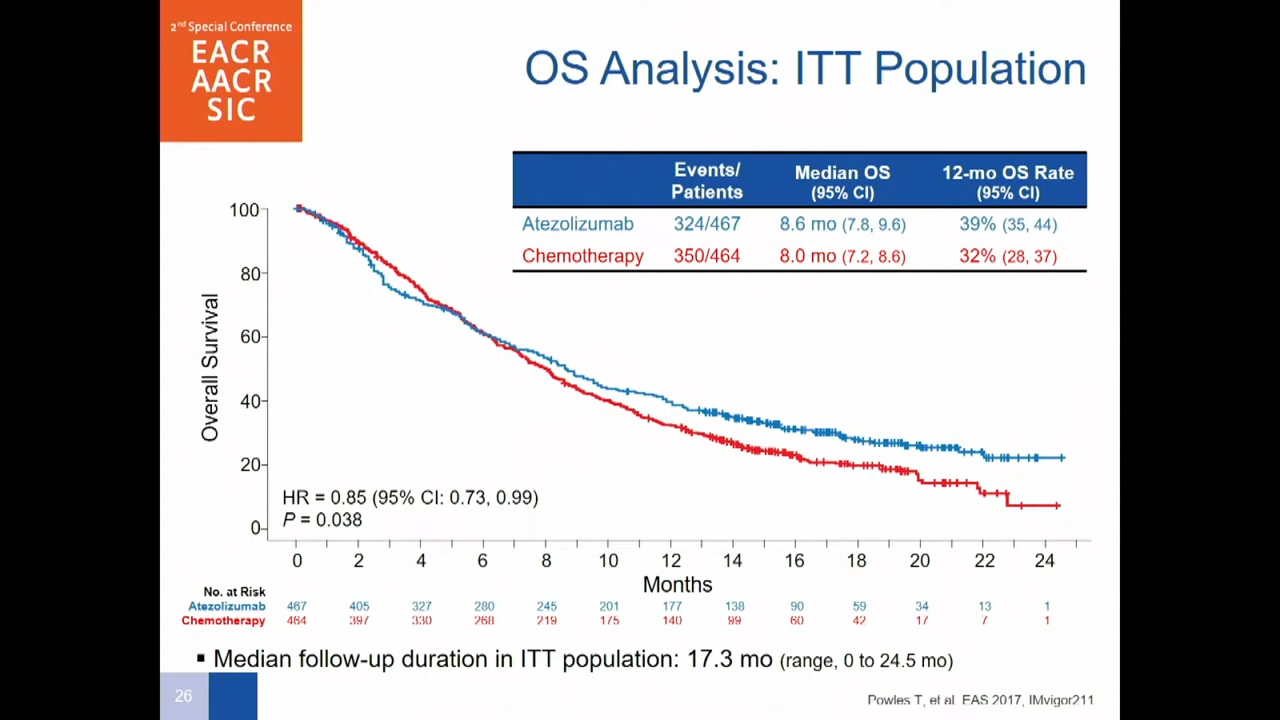 2nd Special Conference
EACR
AACR
SIC
OS Analysis: ITT Population
Events/ Patients Median OS (95% CI) 12-mo OS Rate (95% CI)
Atezolizumab 324/467 8.6 mo (7.8, 9.6) 39% (35, 44)
Chemotherapy 350/464 8.0 mo (7.2, 8.6) 32% (28, 37)
Overall Survival
100
80
60
40
20
0
HR = 0.85 (95% CI: 0.73, 0.99)
P = 0.038
0 2 4 6 8 10 12 14 16 18 20 22 24
Months
No. at Risk
Atezolizumab 467 405 327 280 245 201 177 138 90 59 34 13 1
Chemotherapy 464 397 330 268 219 175 140 99 60 42 17 7 1
▪ Median follow-up duration in ITT population: 17.3 mo (range, 0 to 24.5 mo)
26
Powles T, et al. EAS 2017, IMvigor211